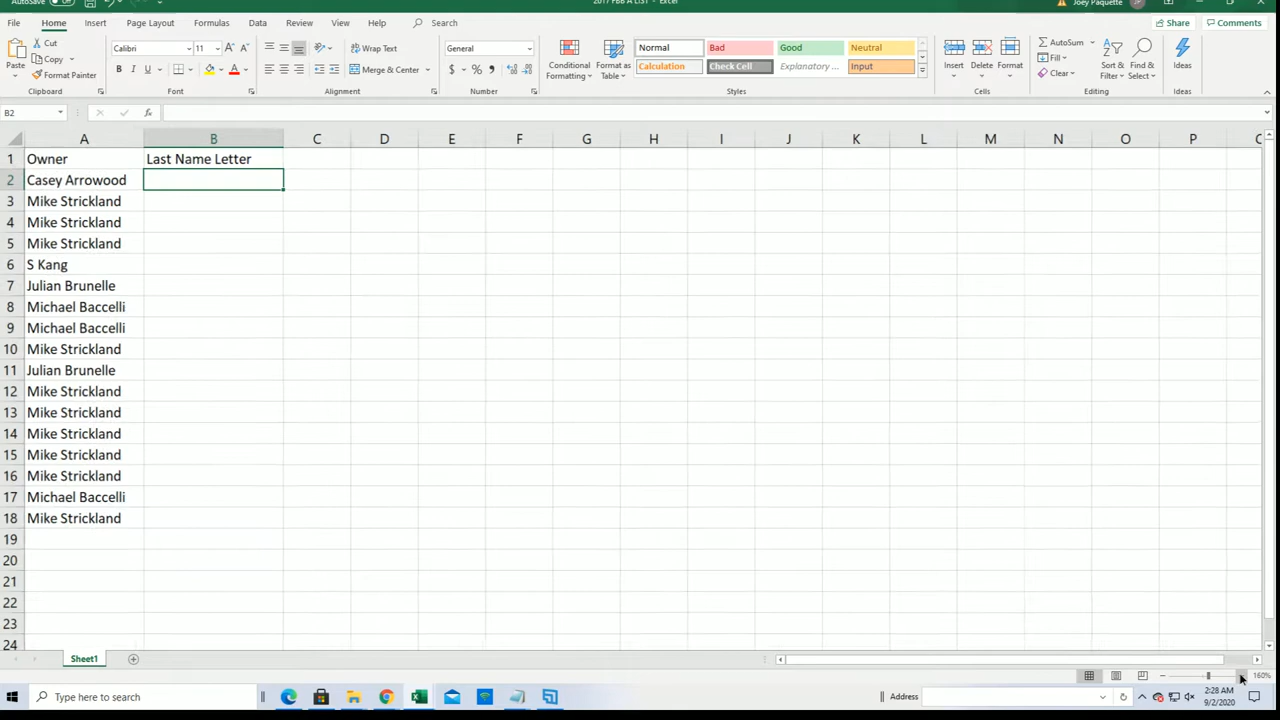 AutoSave Off 2017 FBB A LIST - Excel Joey Paquette JP
File Home Insert Page Layout Formulas Data Review View Help Search Share Comments
Cut Calibri 11 A A Wrap Text General Normal Bad Good Neutral AutoSum
Paste Copy Format Painter B I U A Merge & Center $ % , Conditional Formatting Format as Table Calculation Check Cell Explanatory ... Input Insert Delete Format Fill Clear Sort & Filter Find & Select Ideas
Clipboard Font Alignment Number Styles Cells Editing Ideas
B2 fx
A B C D E F G H I J K L M N O P
1 Owner Last Name Letter
2 Casey Arrowood
3 Mike Strickland
4 Mike Strickland
5 Mike Strickland
6 S Kang
7 Julian Brunelle
8 Michael Baccelli
9 Michael Baccelli
10 Mike Strickland
11 Julian Brunelle
12 Mike Strickland
13 Mike Strickland
14 Mike Strickland
15 Mike Strickland
16 Mike Strickland
17 Michael Baccelli
18 Mike Strickland
19
20
21
22
23
24
Sheet1
160%
Type here to search Address 2:28 AM
9/2/2020